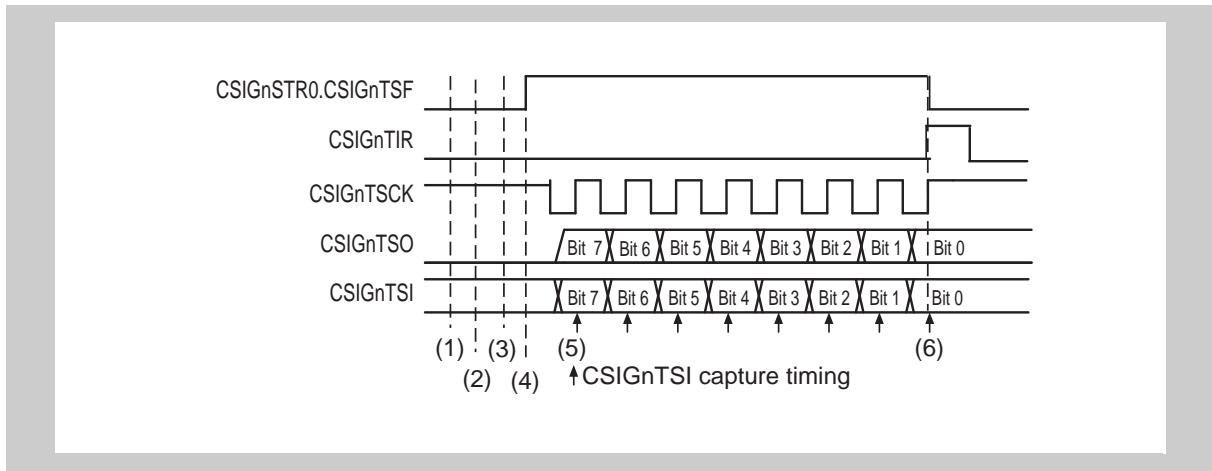 CSIGnSTR0.CSIGnTSF
CSIGnTIR
CSIGnTSCK
CSIGnTSO
Bit 7 Bit 6 Bit 5 Bit 4 Bit 3 Bit 2 Bit 1 Bit 0
CSIGnTSI
Bit 7 Bit 6 Bit 5 Bit 4 Bit 3 Bit 2 Bit 1 Bit 0
(1) (3) (5) (6)
(2) (4) CSIGnTSI capture timing